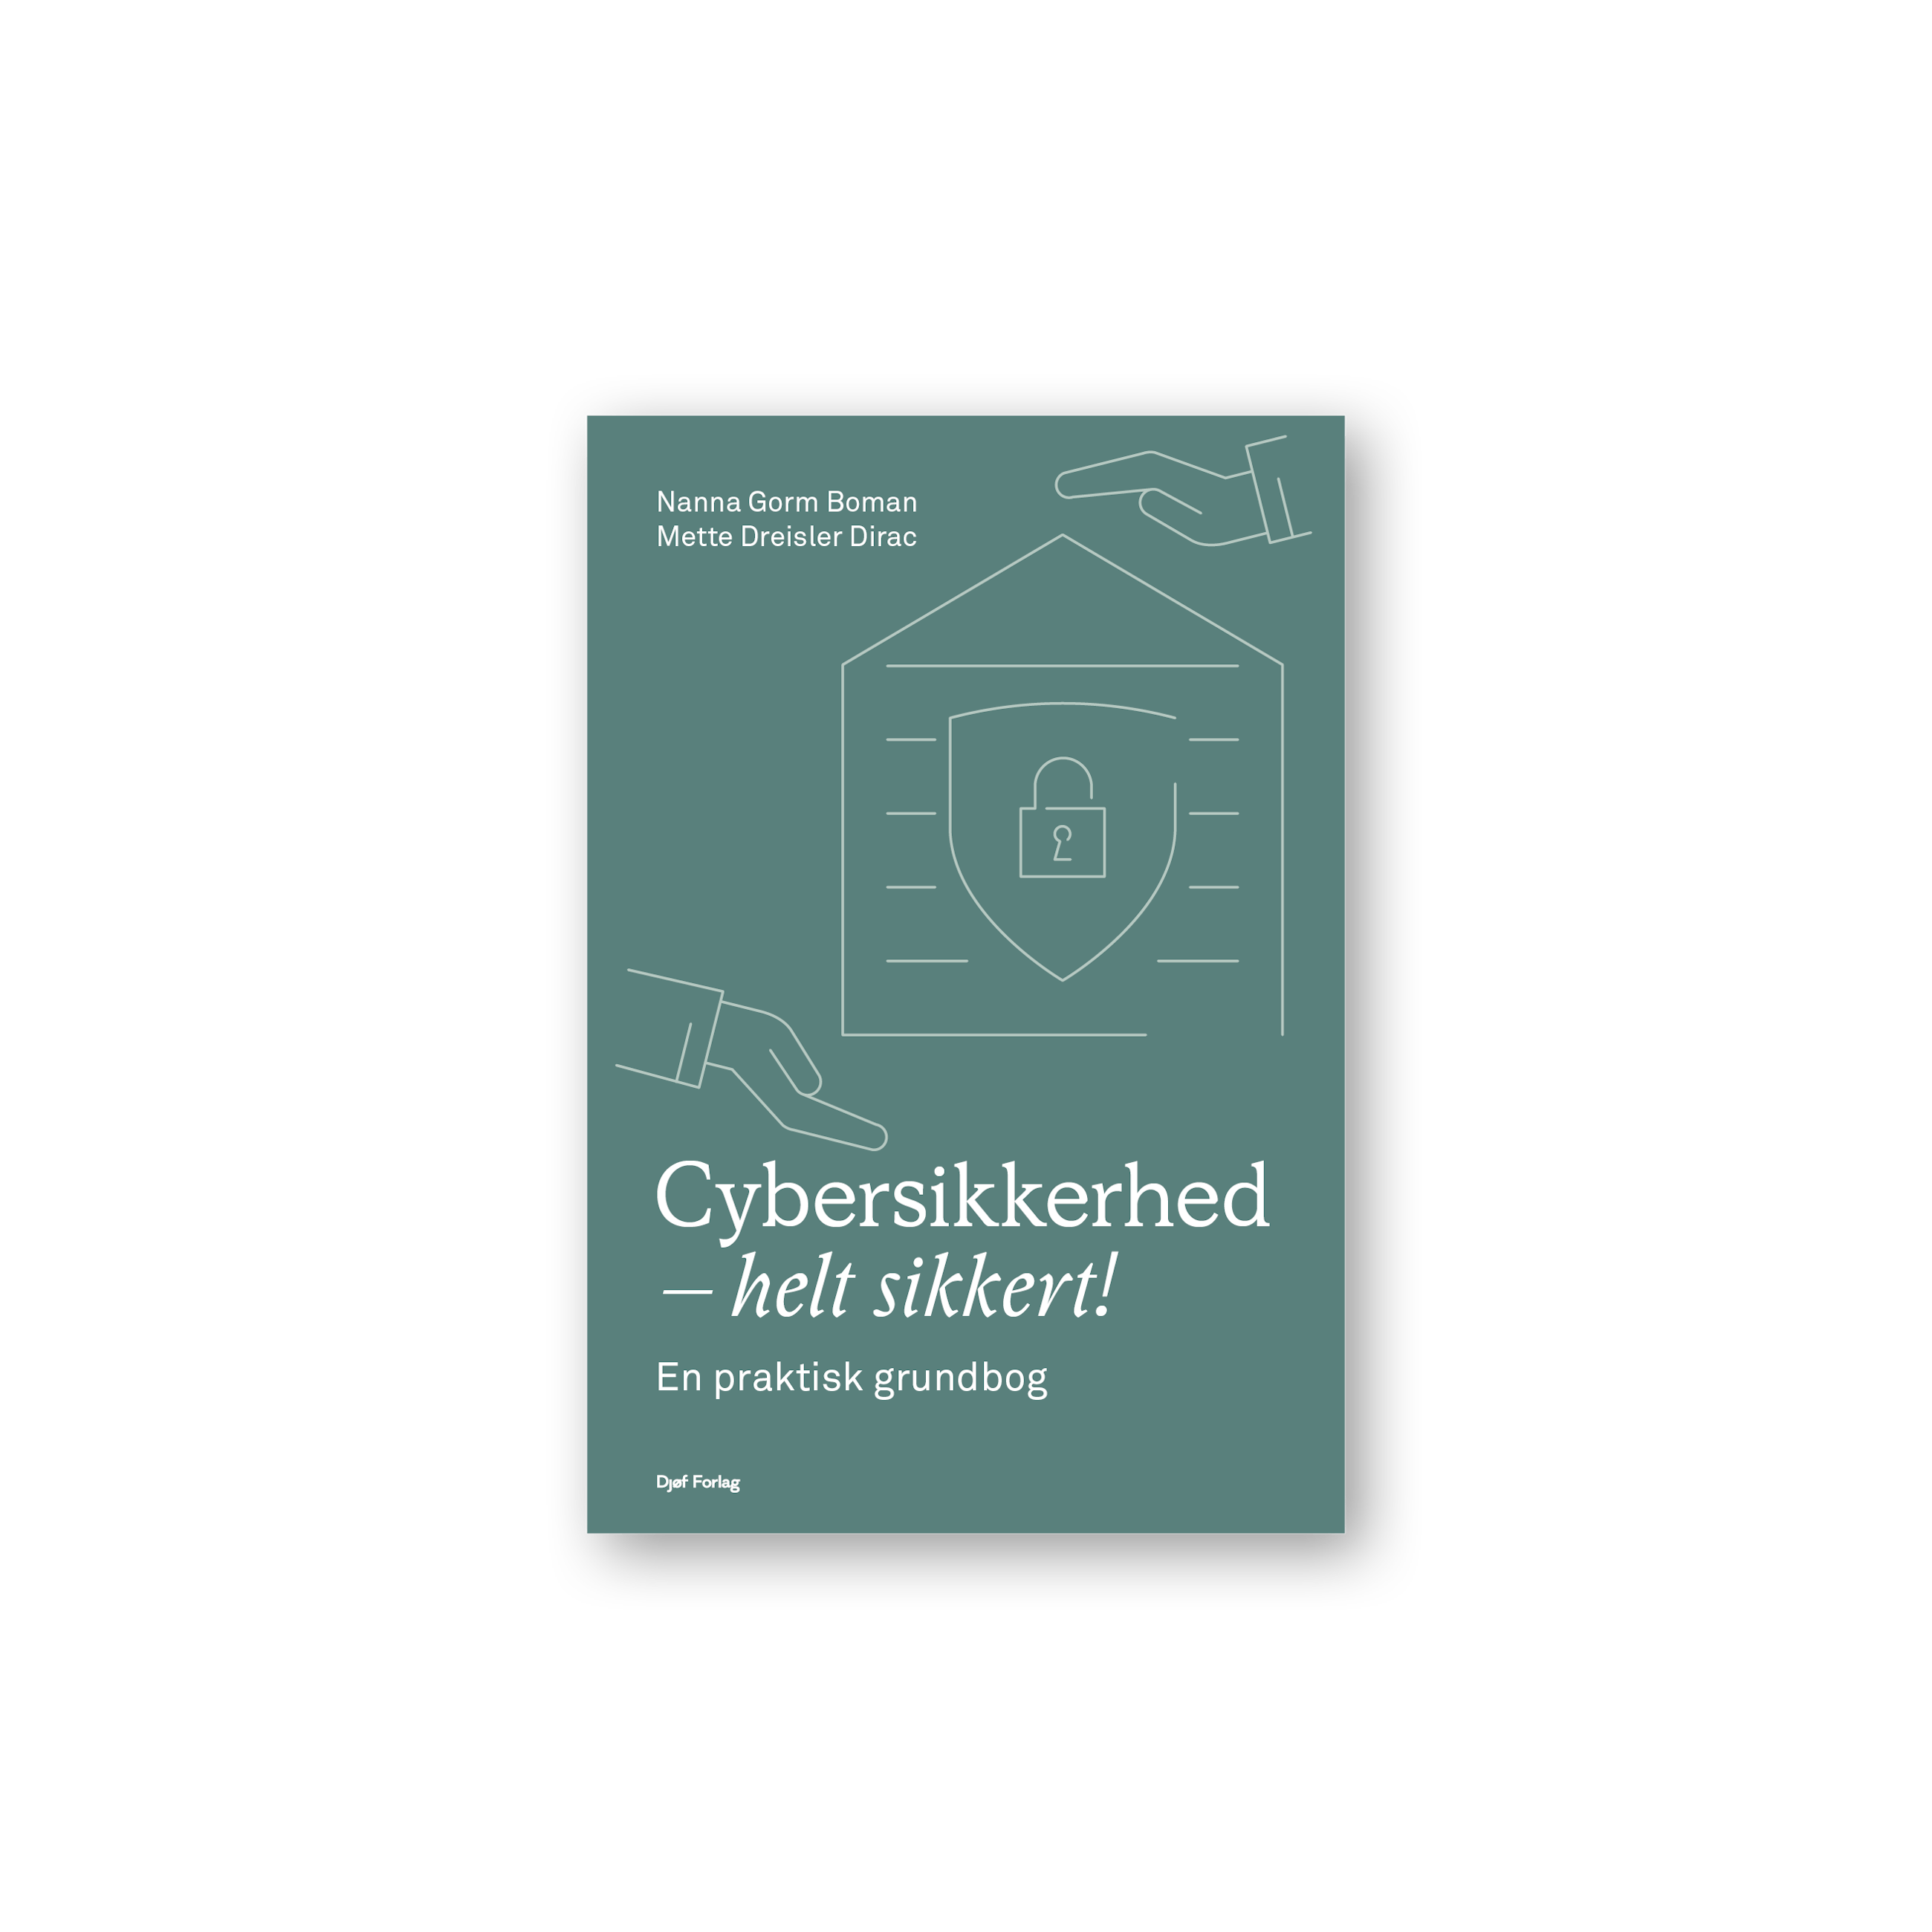 Nanna Gorm Boman
Mette Dreisler Dirac
Cybersikkerhed
– helt sikkert!
En praktisk grundbog
Djøf Forlag